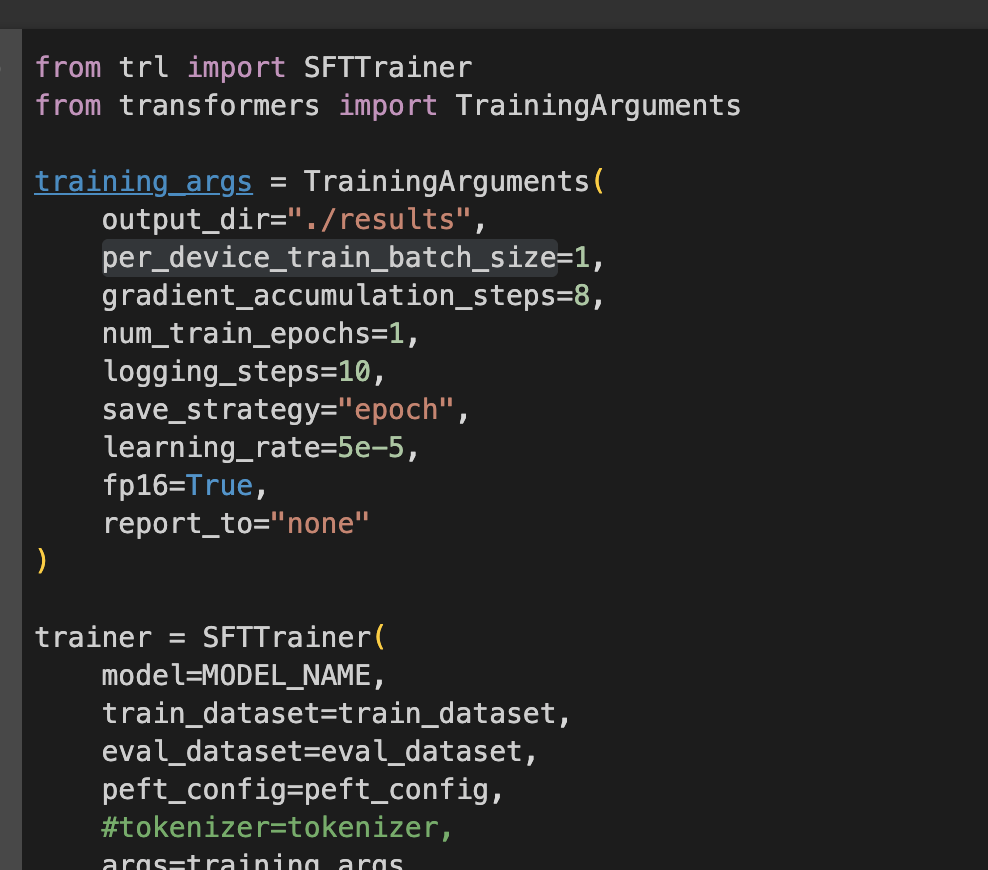 from trl import SFTTrainer
from transformers import TrainingArguments
training_args = TrainingArguments(
output_dir="./results",
per_device_train_batch_size=1,
gradient_accumulation_steps=8,
num_train_epochs=1,
logging_steps=10,
save_strategy="epoch",
learning_rate=5e-5,
fp16=True,
report_to="none"
)
trainer = SFTTrainer(
model=MODEL_NAME,
train_dataset=train_dataset,
eval_dataset=eval_dataset,
peft_config=peft_config,
#tokenizer=tokenizer,
args=training_args